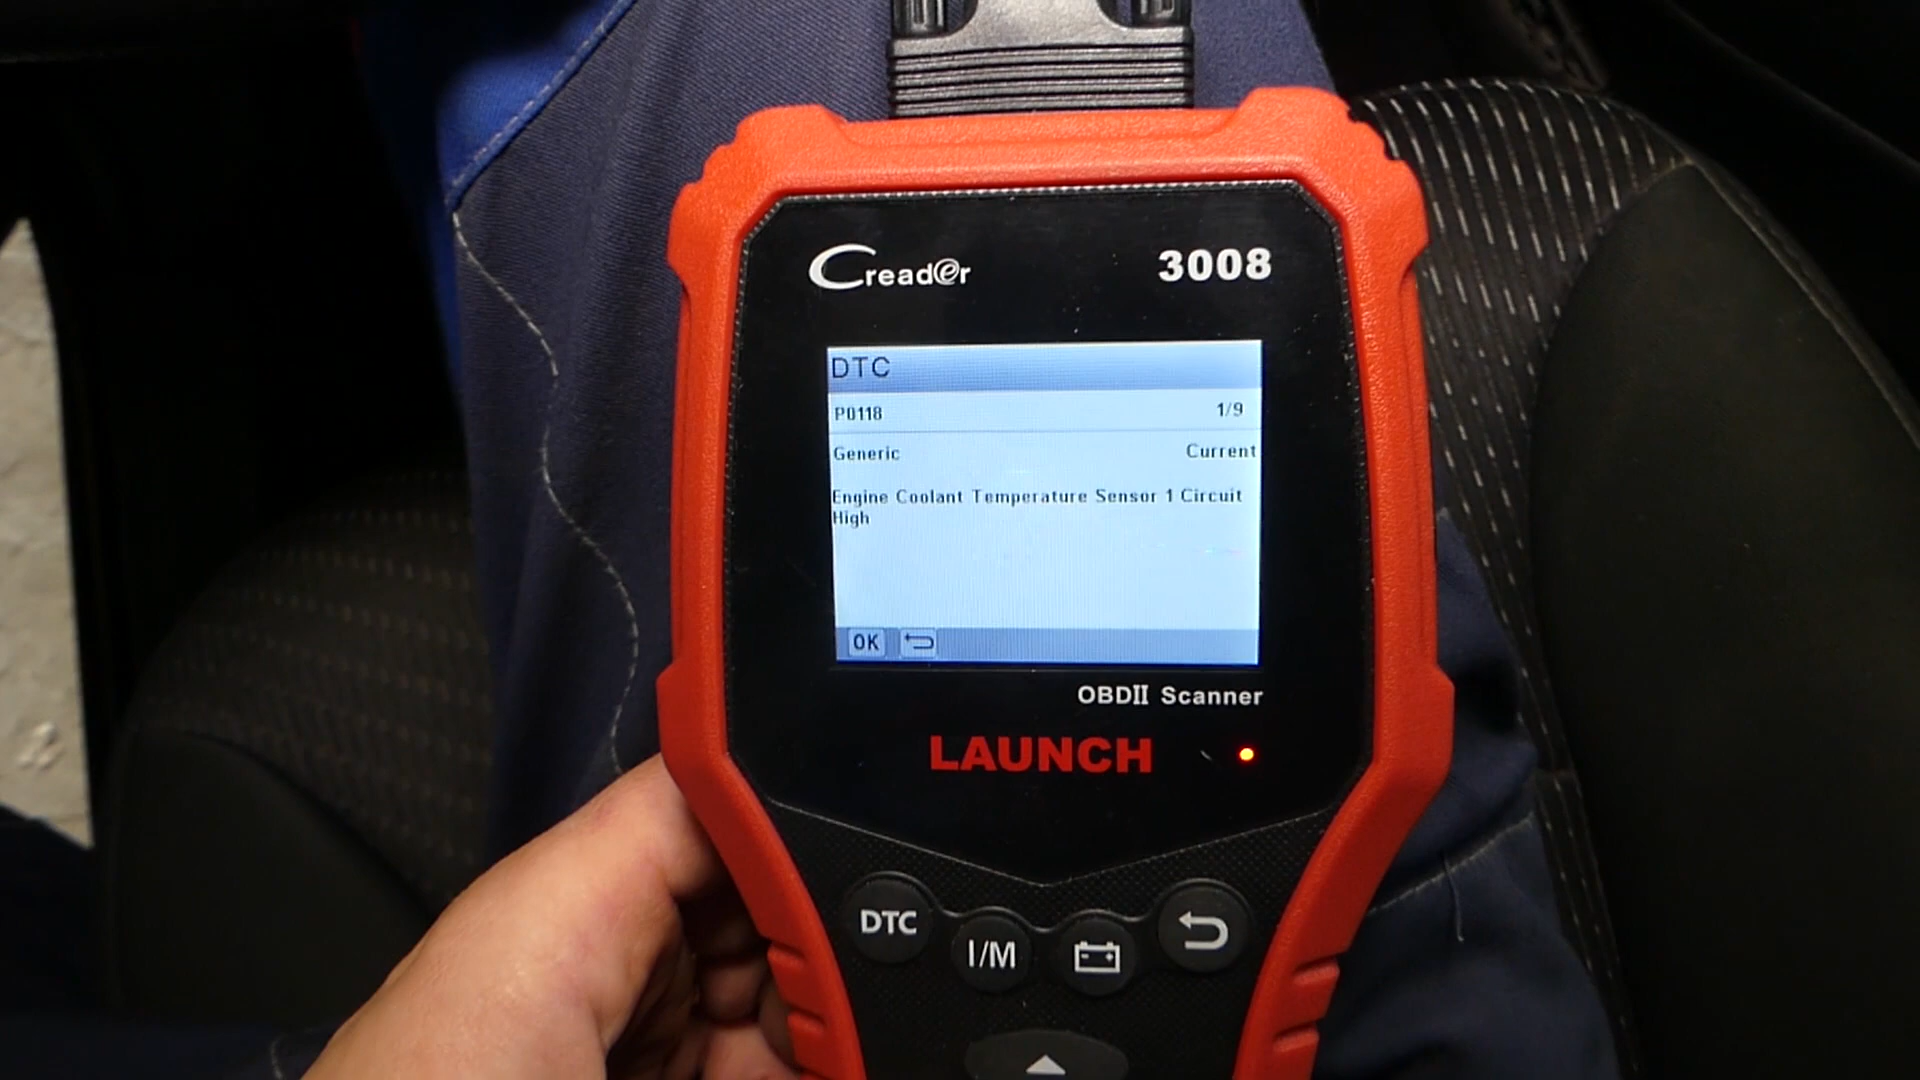 Creader 3008
DTC
P0118 1/9
Generic Current
Engine Coolant Temperature Sensor 1 Circuit
High
OK
OBDII Scanner
LAUNCH
DTC
I/M